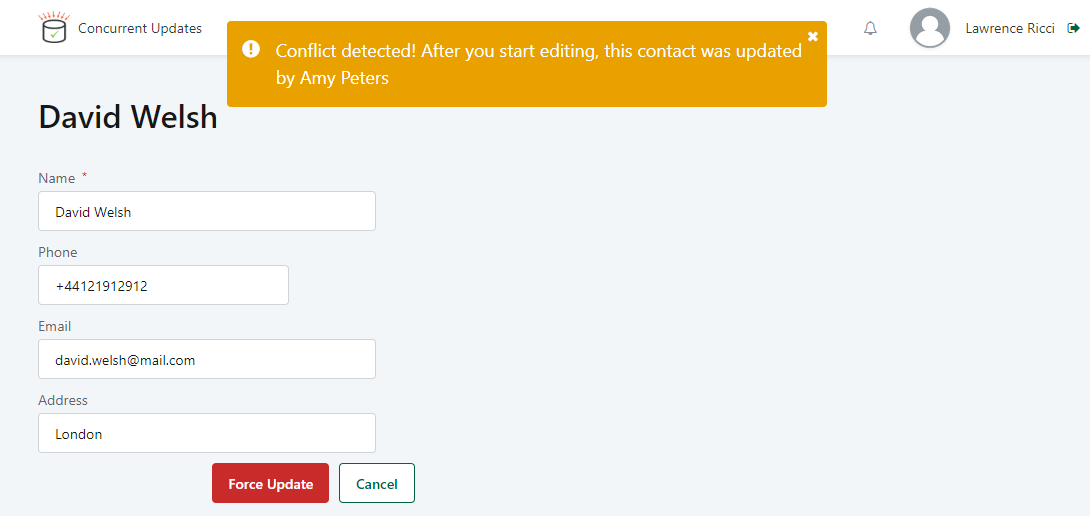 Concurrent Updates
Conflict detected! After you start editing, this contact was updated
by Amy Peters
Lawrence Ricci
David Welsh
Name *
David Welsh
Phone
+44121912912
Email
david.welsh@mail.com
Address
London
Force Update
Cancel